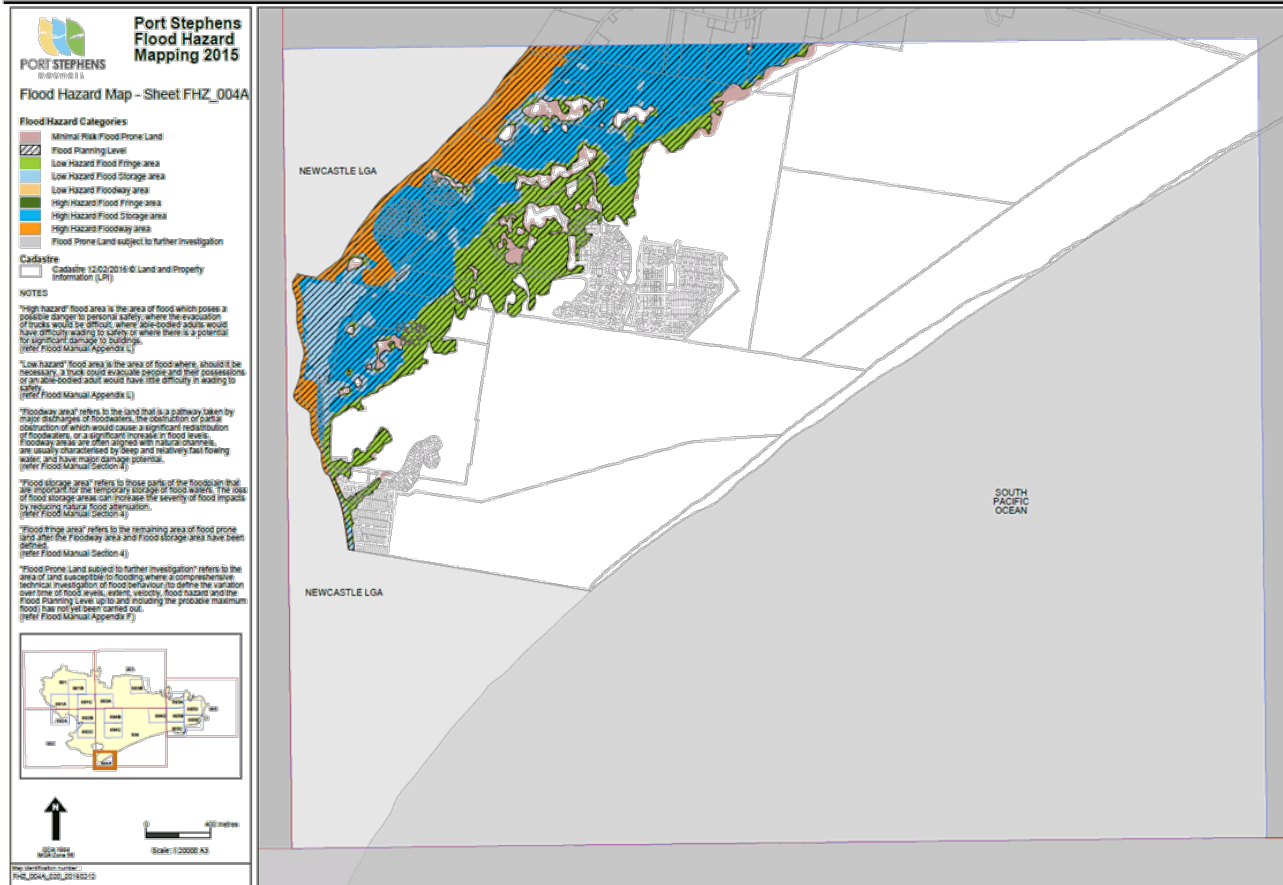 PORT STEPHENS
COUNCIL
Port Stephens
Flood Hazard
Mapping 2015
Flood Hazard Map - Sheet FHZ_004A
Flood Hazard Categories
Minimal Risk Flood Prone Land
Flood Planning Level
Low Hazard Flood Fringe area
Low Hazard Flood Storage area
Low Hazard Floodway area
High Hazard Flood Fringe area
High Hazard Flood Storage area
High Hazard Floodway area
Flood Prone Land subject to further investigation
Cadastre
Cadastre 12/02/2016 © Land and Property
Information (LPI)
NOTES
"High hazard" flood area is the area of flood which poses a
possible danger to personal safety, where the evacuation
of trucks would be difficult, where able-bodied adults would
have difficulty wading to safety or where there is a potential
for significant damage to buildings.
(refer Flood Manual Appendix L)
"Low hazard" flood area is the area of flood where, should it be
necessary, a truck could evacuate people and their possessions
or an able-bodied adult would have little difficulty in wading to
safety.
(refer Flood Manual Appendix L)
"Floodway area" refers to the land that is a pathway taken by
major discharges of floodwaters, the obstruction or partial
obstruction of which would cause a significant redistribution
of floodwaters, or a significant increase in flood levels.
Floodway areas are often aligned with natural channels,
are usually characterised by deep and relatively fast flowing
water, and have major damage potential.
(refer Flood Manual Section 4)
"Flood storage area" refers to those parts of the floodplain that
are important for the temporary storage of flood waters. The loss
of flood storage areas can increase the severity of flood impacts
by reducing natural flood attenuation.
(refer Flood Manual Section 4)
"Flood fringe area" refers to the remaining area of flood prone
land after the Floodway area and Flood storage area have been
defined.
(refer Flood Manual Section 4)
"Flood Prone Land subject to further investigation" refers to the
area of land susceptible to flooding where a comprehensive
technical investigation of flood behaviour (to define the variation
over time of flood levels, extent, velocity, flood hazard and the
Flood Planning Level up to and including the probable maximum
flood) has not yet been carried out.
(refer Flood Manual Appendix F)
N
GDA 1994
MGA Zone 56
0 400 metres
Scale: 1:20000 A3
Map identification number:
FHZ_004A_020_20160212
NEWCASTLE LGA
FERN
BAY
SOUTH
PACIFIC
OCEAN
NEWCASTLE LGA